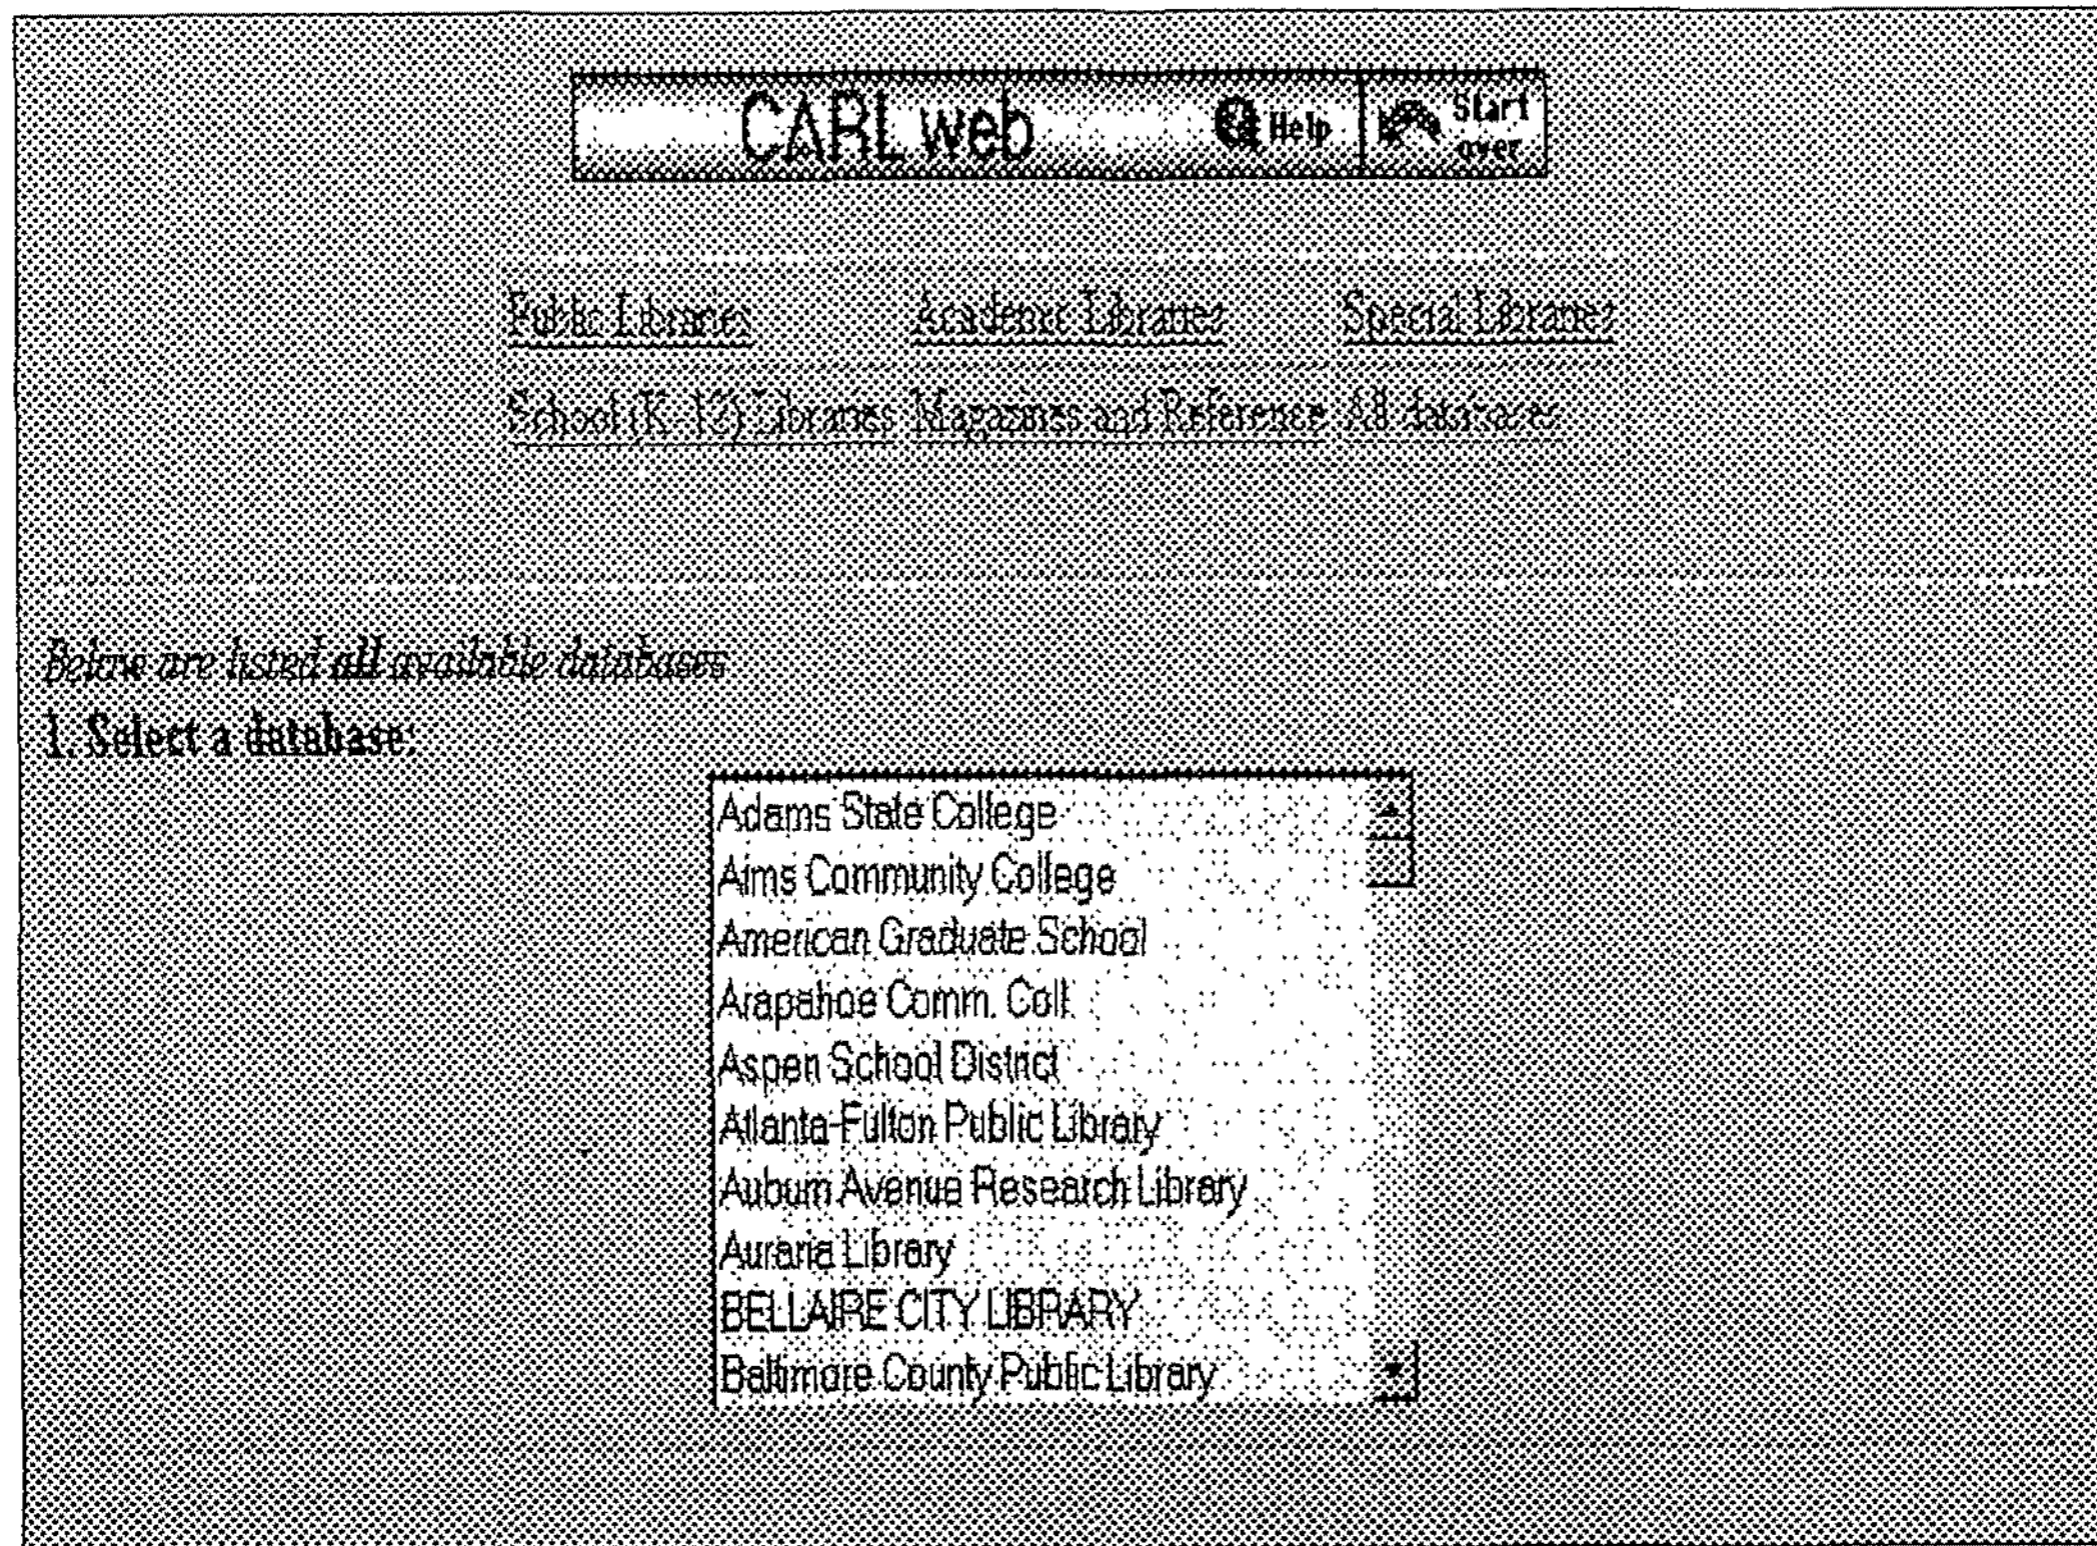 CARL web Help Start over
Public Libraries Academic Libraries Special Libraries
School (K-12) Libraries Magazines and Reference All databases
Below are listed all available databases
1. Select a database:
Adams State College
Aims Community College
American Graduate School
Arapahoe Comm. Coll.
Aspen School District
Atlanta-Fulton Public Library
Auburn Avenue Research Library
Auraria Library
BELLAIRE CITY LIBRARY
Baltimore County Public Library